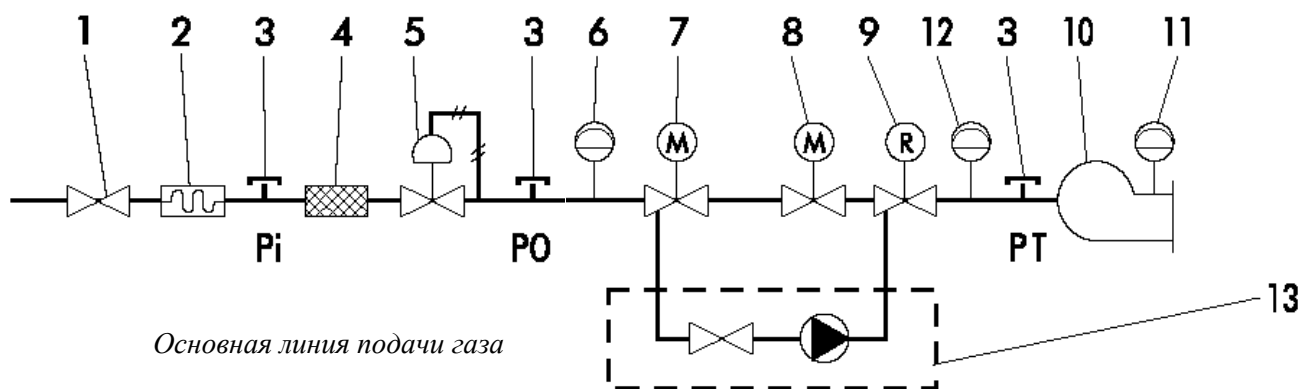 1 2 3 4 5 3 6 7 8 9 12 3 10 11
M M R
Pi PO PT
13
Основная линия подачи газа